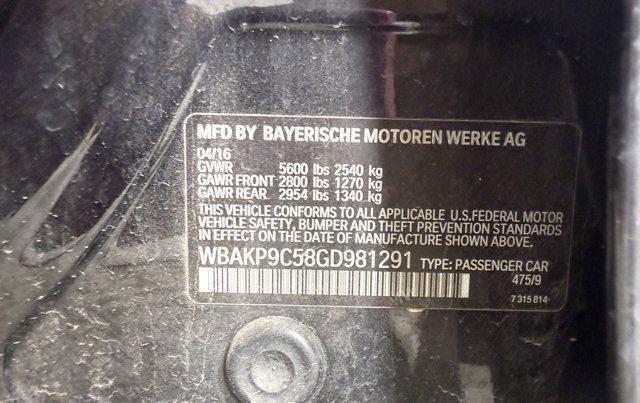 MFD BY BAYERISCHE MOTOREN WERKE AG
04/16
GVWR 5600 lbs 2540 kg
GAWR FRONT 2800 lbs 1270 kg
GAWR REAR 2954 lbs 1340 kg
THIS VEHICLE CONFORMS TO ALL APPLICABLE U.S.FEDERAL MOTOR
VEHICLE SAFETY, BUMPER AND THEFT PREVENTION STANDARDS
IN EFFECT ON THE DATE OF MANUFACTURE SHOWN ABOVE.
WBAKP9C58GD981291 TYPE: PASSENGER CAR
475/9
7 315 814